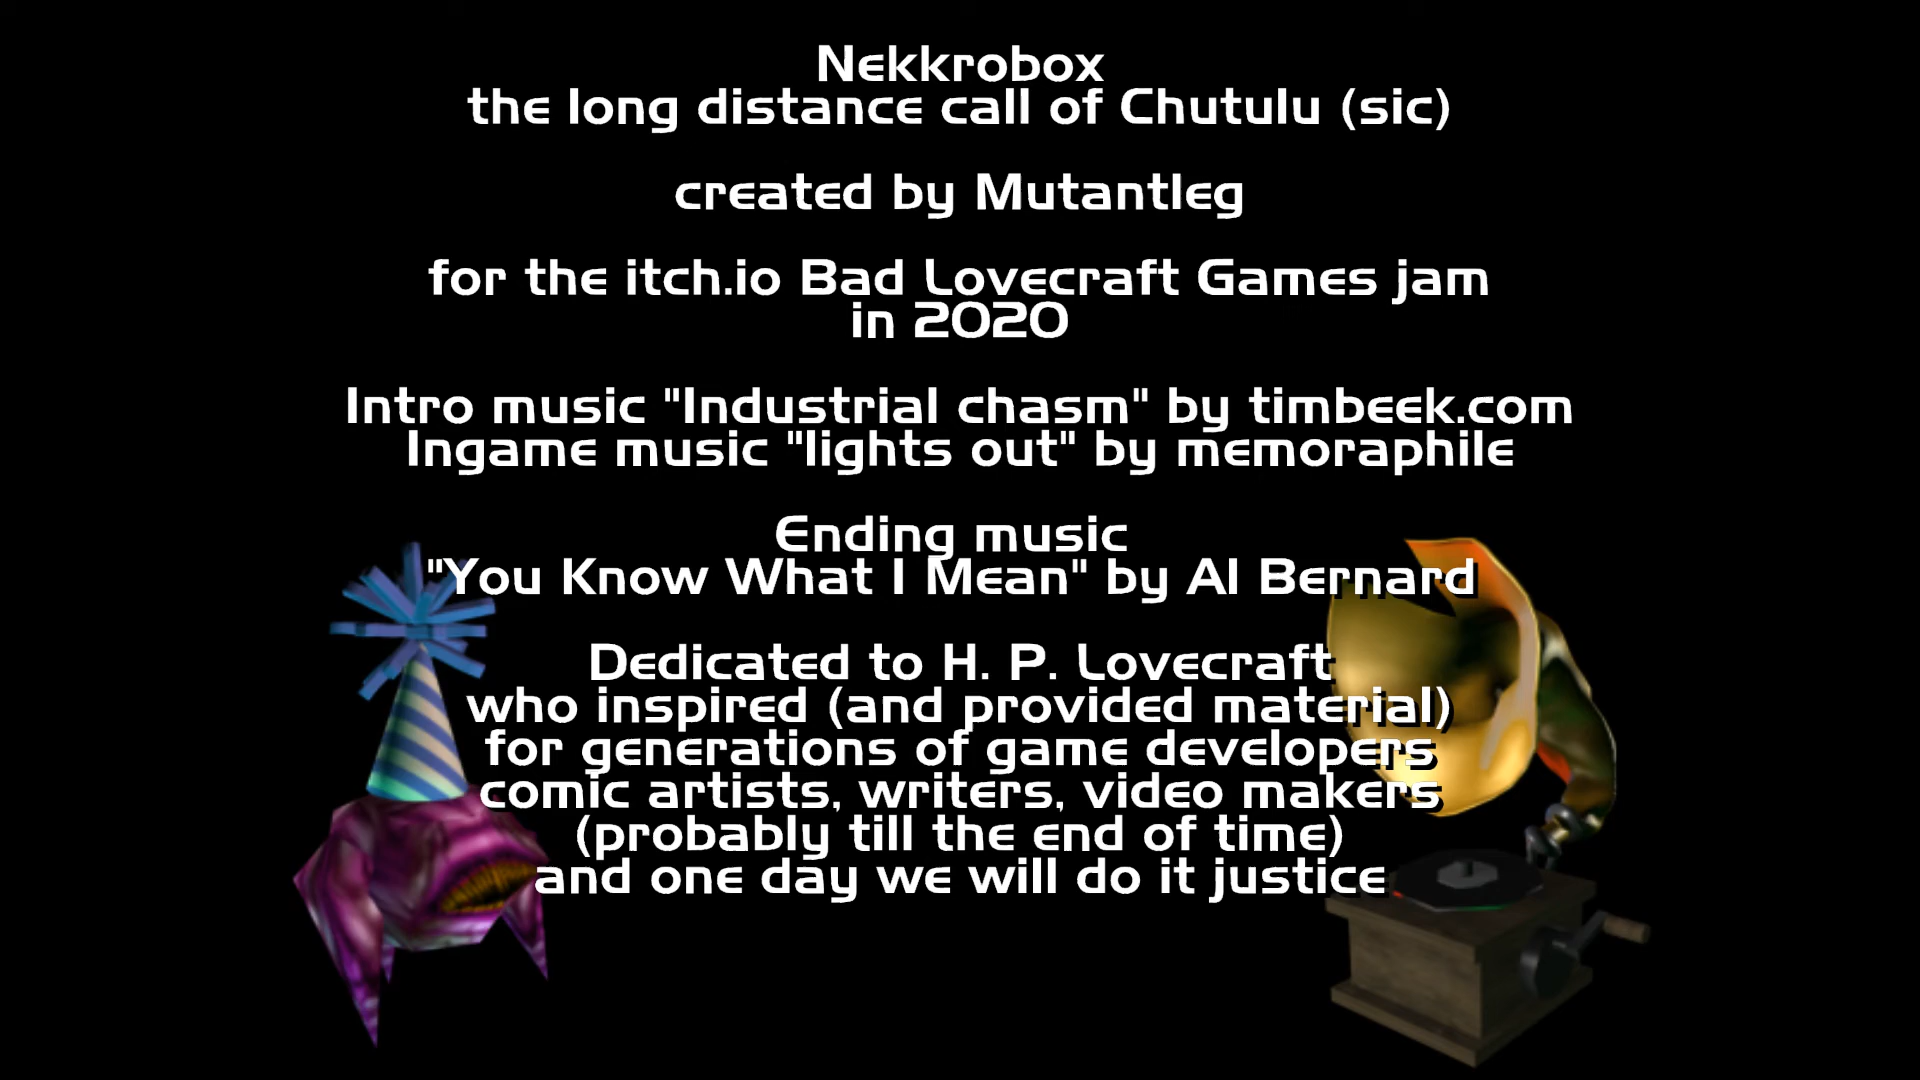 Nekkrobox
the long distance call of Chutulu (sic)
created by Mutantleg
for the itch.io Bad Lovecraft Games jam
in 2020
Intro music "Industrial chasm" by timbeek.com
Ingame music "lights out" by memoraphile
Ending music
"You Know What I Mean" by Al Bernard
Dedicated to H. P. Lovecraft
who inspired (and provided material)
for generations of game developers
comic artists, writers, video makers
(probably till the end of time)
and one day we will do it justice